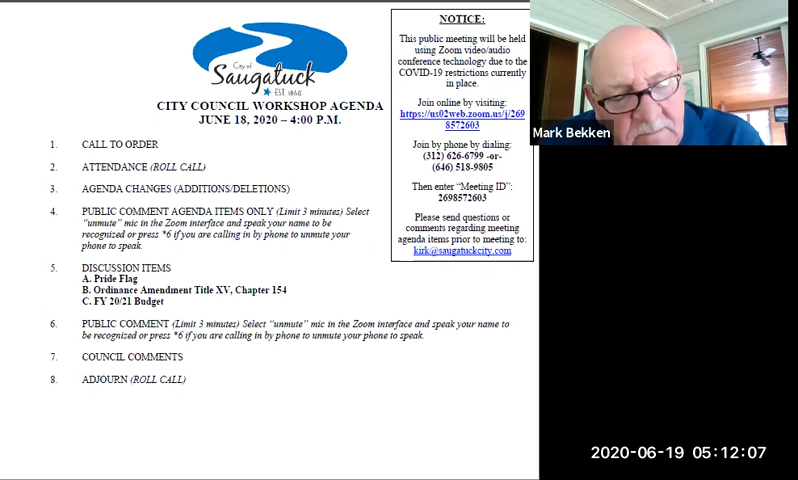 City of
Saugatuck
EST. 1868
CITY COUNCIL WORKSHOP AGENDA
JUNE 18, 2020 – 4:00 P.M.
1. CALL TO ORDER
2. ATTENDANCE (ROLL CALL)
3. AGENDA CHANGES (ADDITIONS/DELETIONS)
4. PUBLIC COMMENT AGENDA ITEMS ONLY (Limit 3 minutes) Select
"unmute" mic in the Zoom interface and speak your name to be
recognized or press *6 if you are calling in by phone to unmute your
phone to speak.
5. DISCUSSION ITEMS
A. Pride Flag
B. Ordinance Amendment Title XV, Chapter 154
C. FY 20/21 Budget
6. PUBLIC COMMENT (Limit 3 minutes) Select "unmute" mic in the Zoom interface and speak your name to
be recognized or press *6 if you are calling in by phone to unmute your phone to speak.
7. COUNCIL COMMENTS
8. ADJOURN (ROLL CALL)
NOTICE:
This public meeting will be held
using Zoom video/audio
conference technology due to the
COVID-19 restrictions currently
in place.
Join online by visiting:
https://us02web.zoom.us/j/269
8572603
Join by phone by dialing:
(312) 626-6799 -or-
(646) 518-9805
Then enter "Meeting ID":
2698572603
Please send questions or
comments regarding meeting
agenda items prior to meeting to:
kirk@saugatuckcity.com
Mark Bekken
2020-06-19 05:12:07